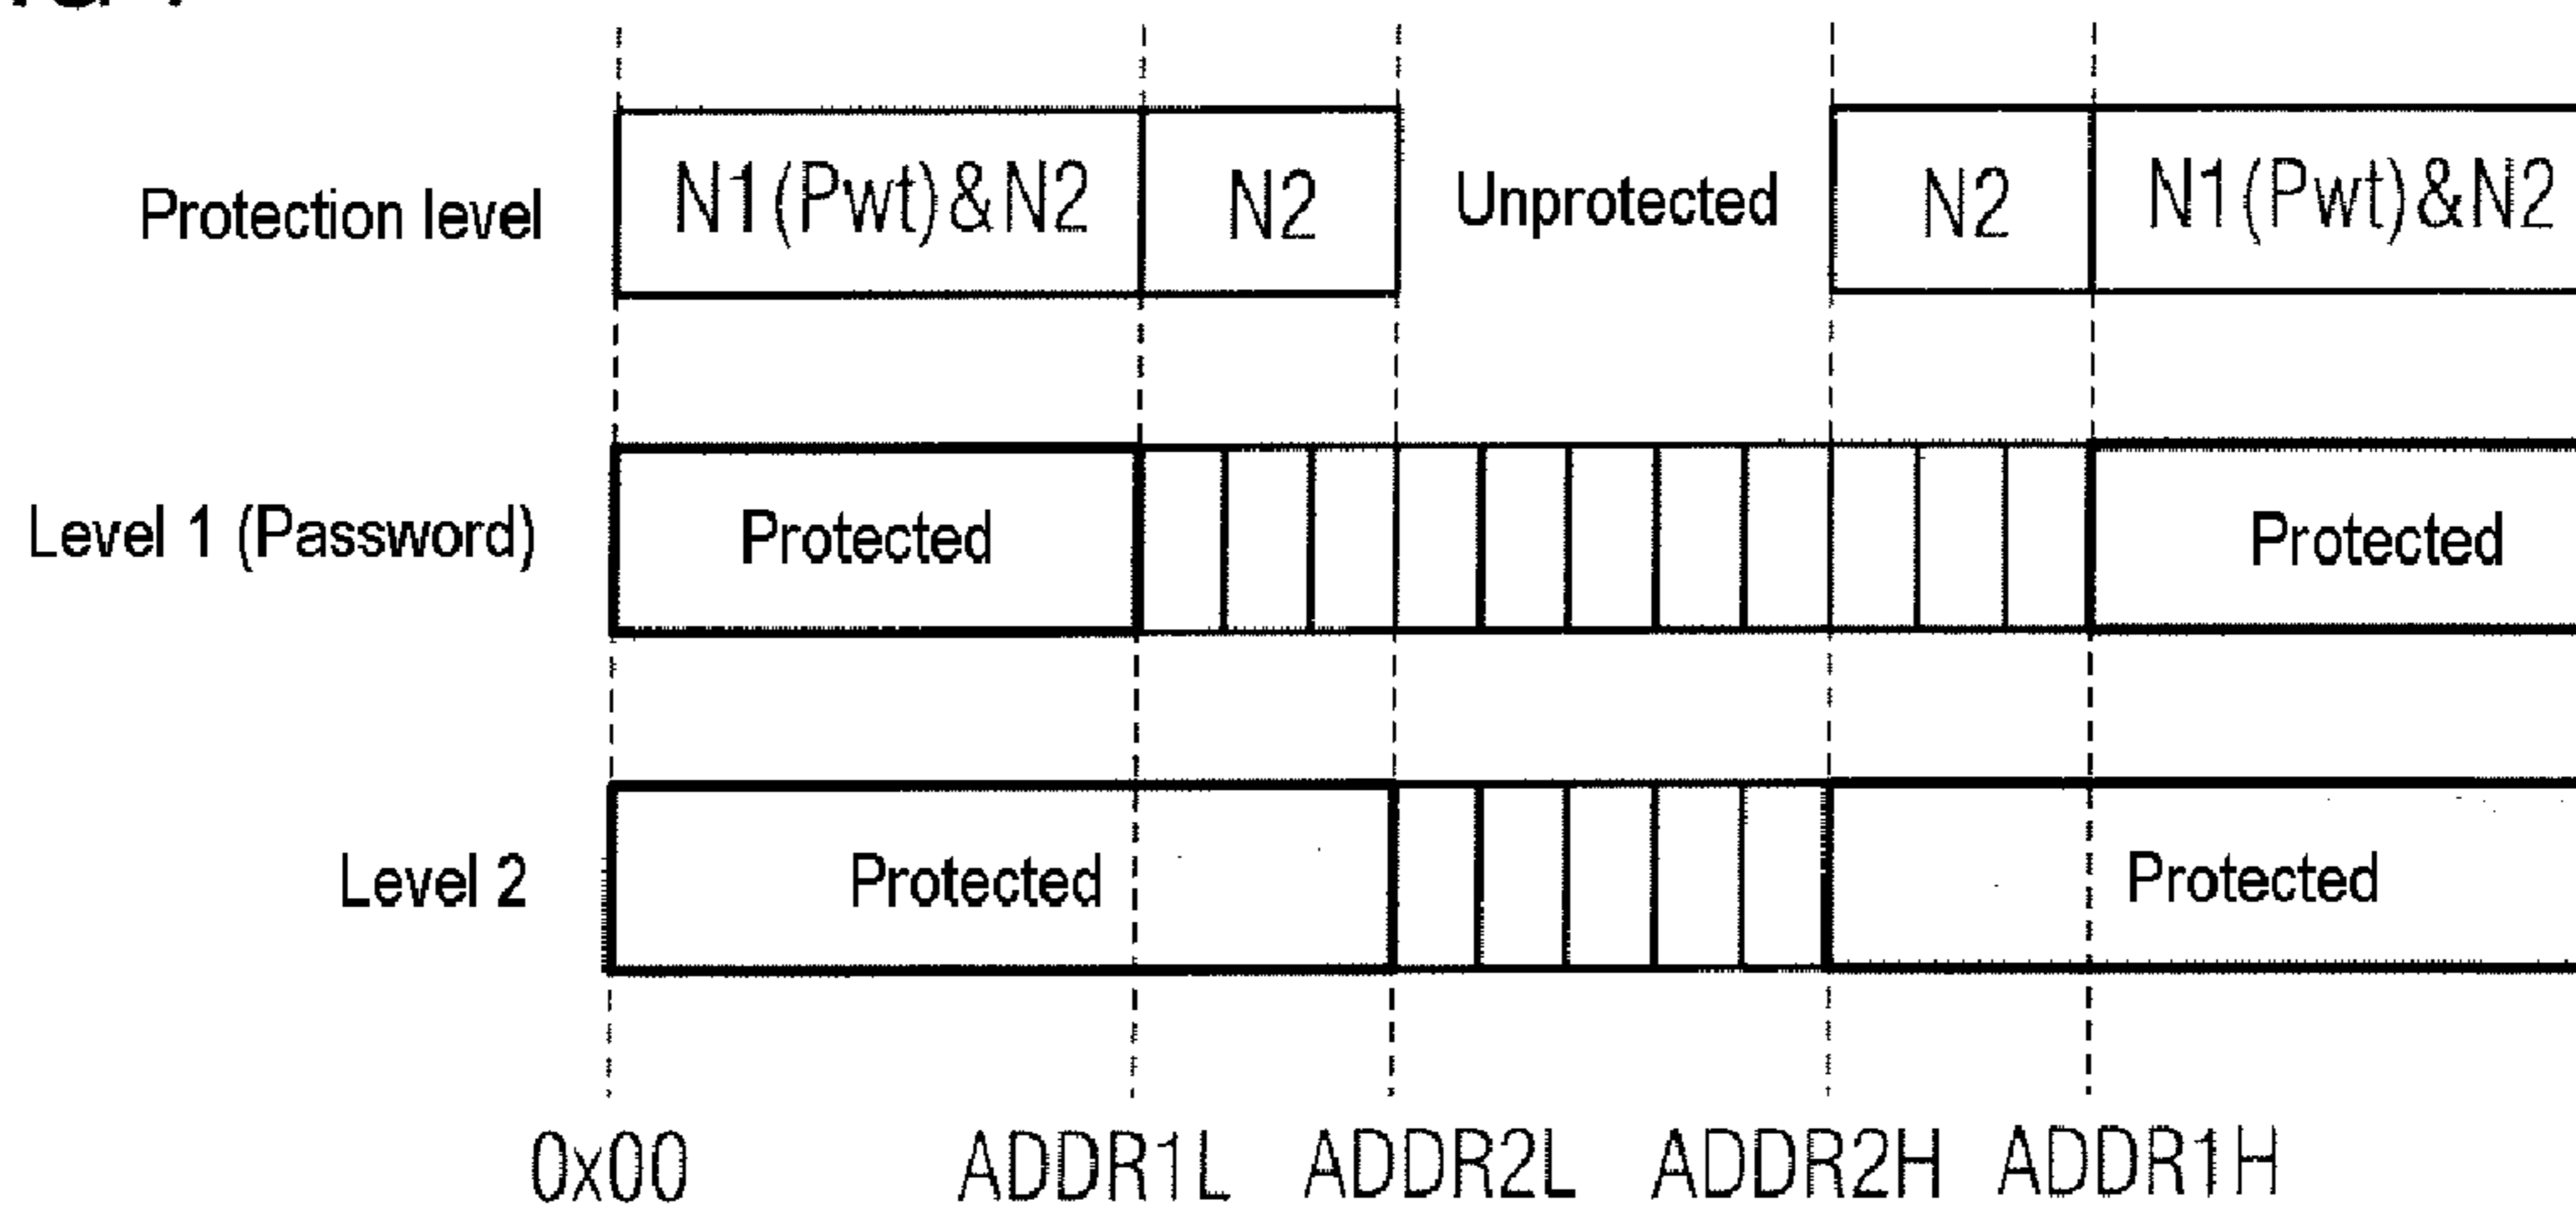 Protection level N1(Pwt)&N2 N2 Unprotected N2 N1(Pwt)&N2
Level 1 (Password) Protected Protected
Level 2 Protected Protected
0x00 ADDR1L ADDR2L ADDR2H ADDR1H